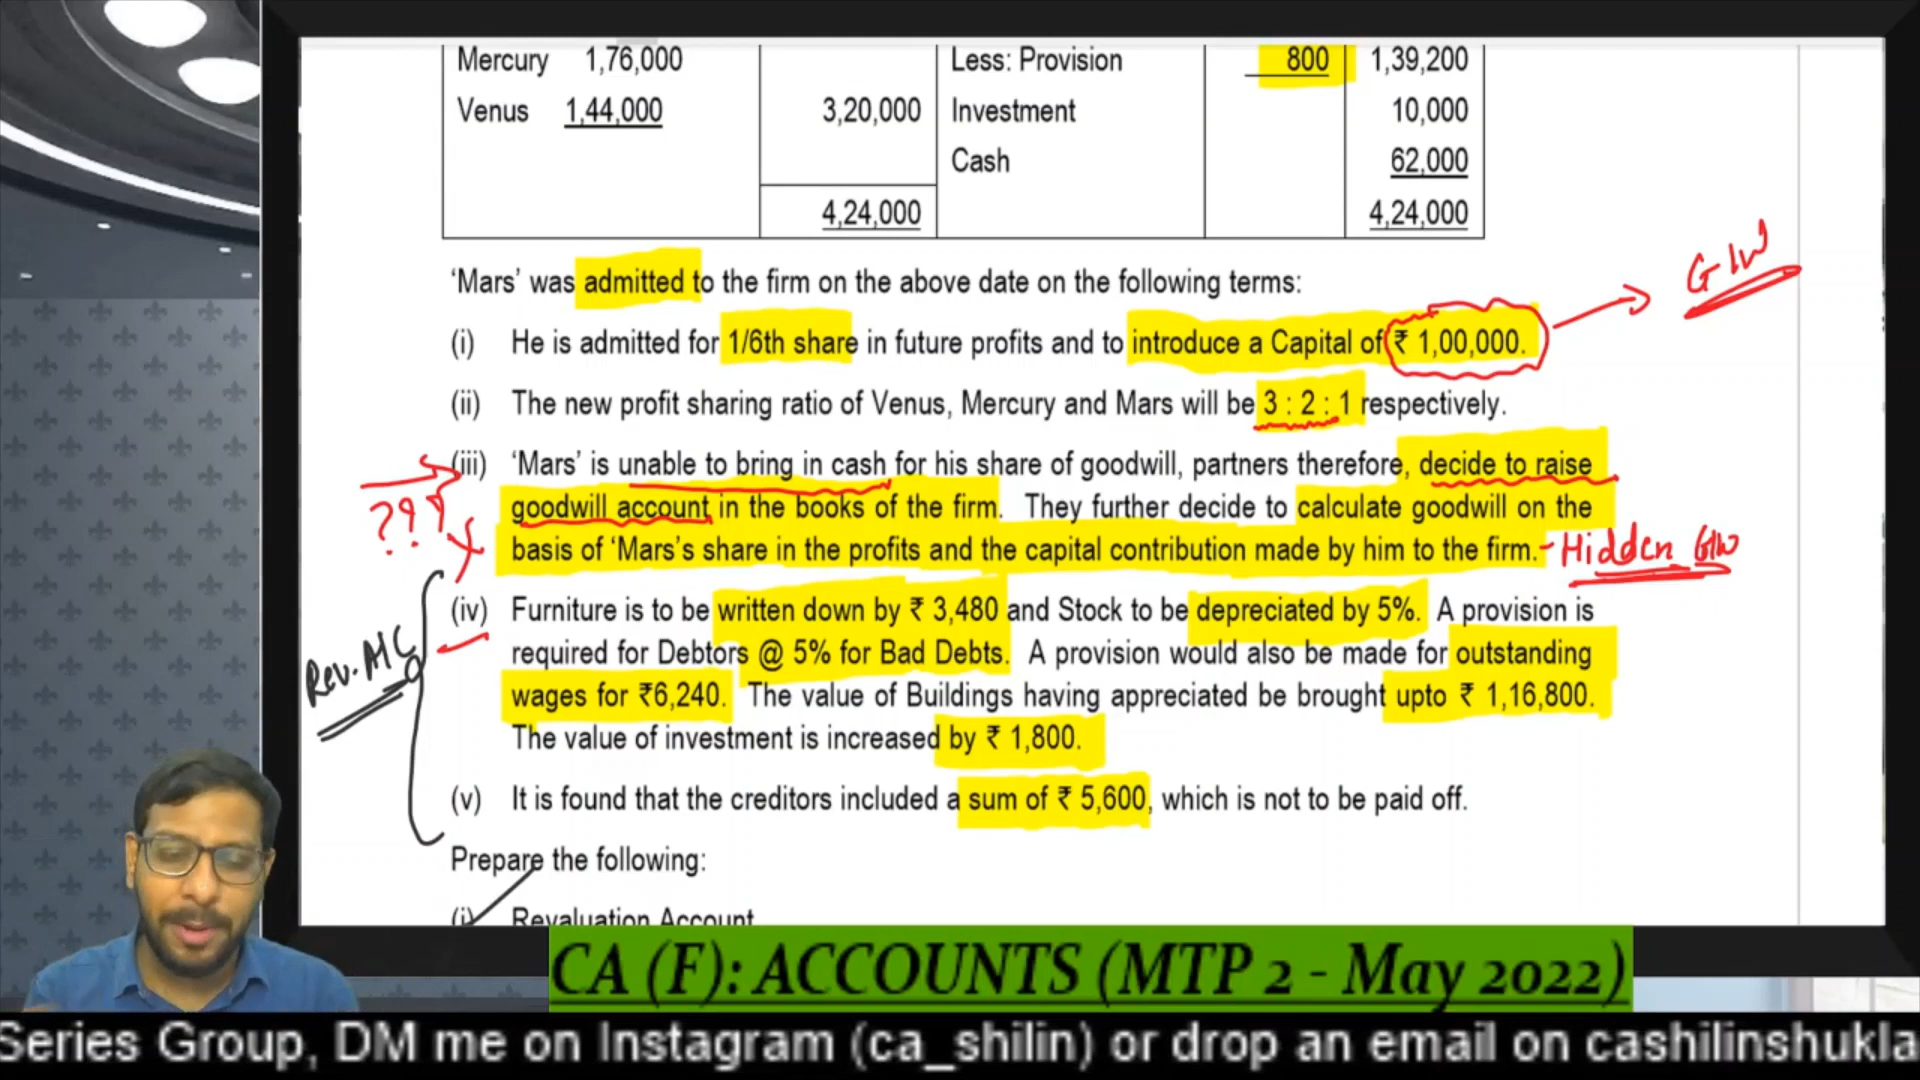 Mercury 1,76,000 Less: Provision 800 1,39,200
Venus 1,44,000 3,20,000 Investment 10,000
Cash 62,000
4,24,000 4,24,000
‘Mars’ was admitted to the firm on the above date on the following terms:
G/W
(i) He is admitted for 1/6th share in future profits and to introduce a Capital of ₹ 1,00,000.
(ii) The new profit sharing ratio of Venus, Mercury and Mars will be 3 : 2 : 1 respectively.
(iii) ‘Mars’ is unable to bring in cash for his share of goodwill, partners therefore, decide to raise
??? goodwill account in the books of the firm. They further decide to calculate goodwill on the
basis of ‘Mars’s share in the profits and the capital contribution made by him to the firm. - Hidden G/W
(iv) Furniture is to be written down by ₹ 3,480 and Stock to be depreciated by 5%. A provision is
Rev. A/C required for Debtors @ 5% for Bad Debts. A provision would also be made for outstanding
wages for ₹6,240. The value of Buildings having appreciated be brought upto ₹ 1,16,800.
The value of investment is increased by ₹ 1,800.
(v) It is found that the creditors included a sum of ₹ 5,600, which is not to be paid off.
Prepare the following:
(i) Revaluation Account
CA (F): ACCOUNTS (MTP 2 - May 2022)
Series Group, DM me on Instagram (ca_shilin) or drop an email on cashilinshukla